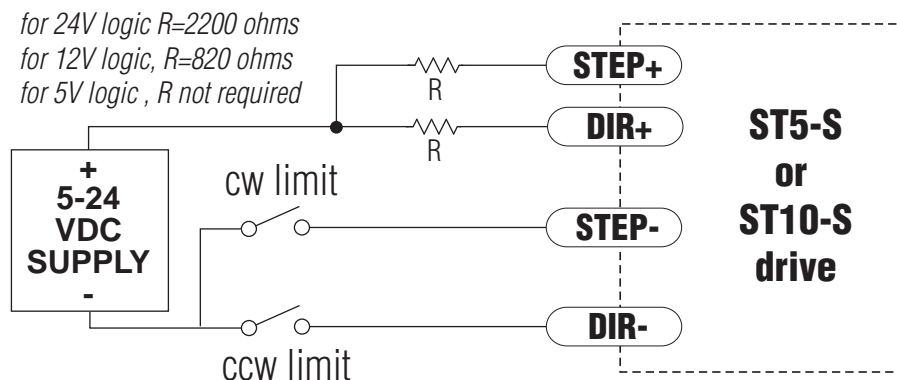 for 24V logic R=2200 ohms
for 12V logic, R=820 ohms
for 5V logic , R not required
R
R
STEP+
DIR+
STEP-
DIR-
+
5-24
VDC
SUPPLY
-
cw limit
ccw limit
ST5-S
or
ST10-S
drive